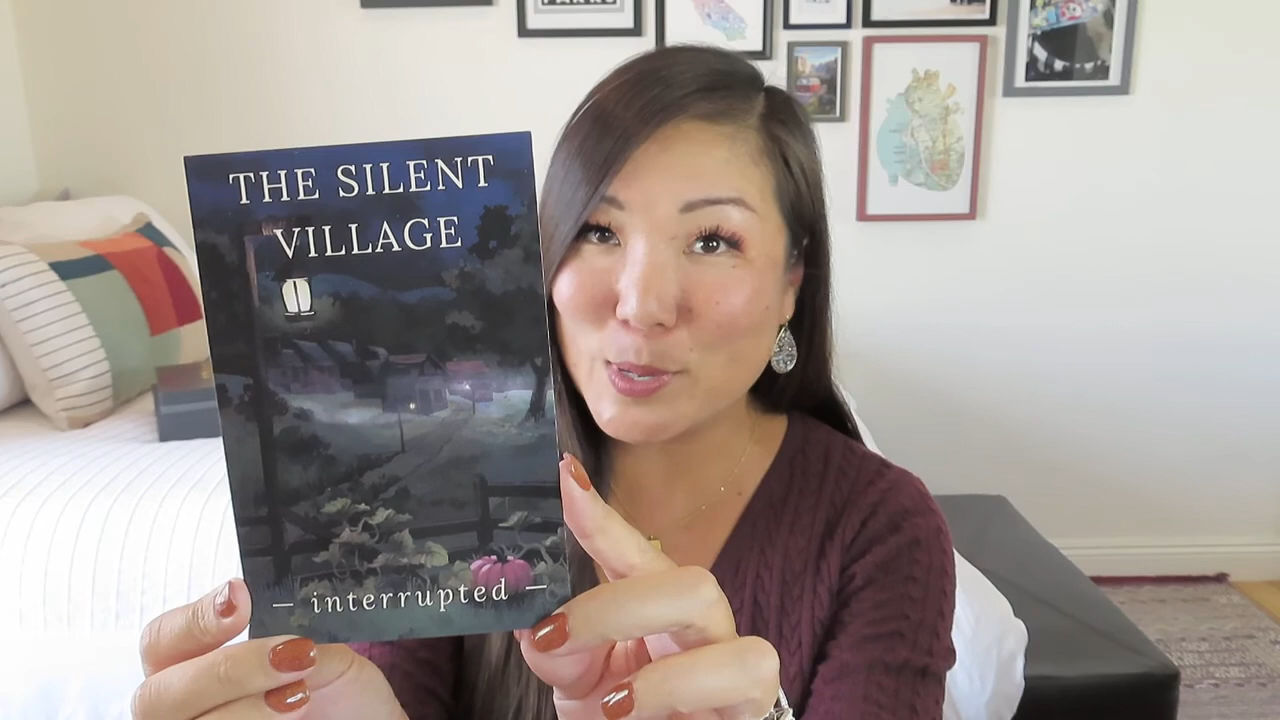 THE SILENT
VILLAGE
— interrupted —